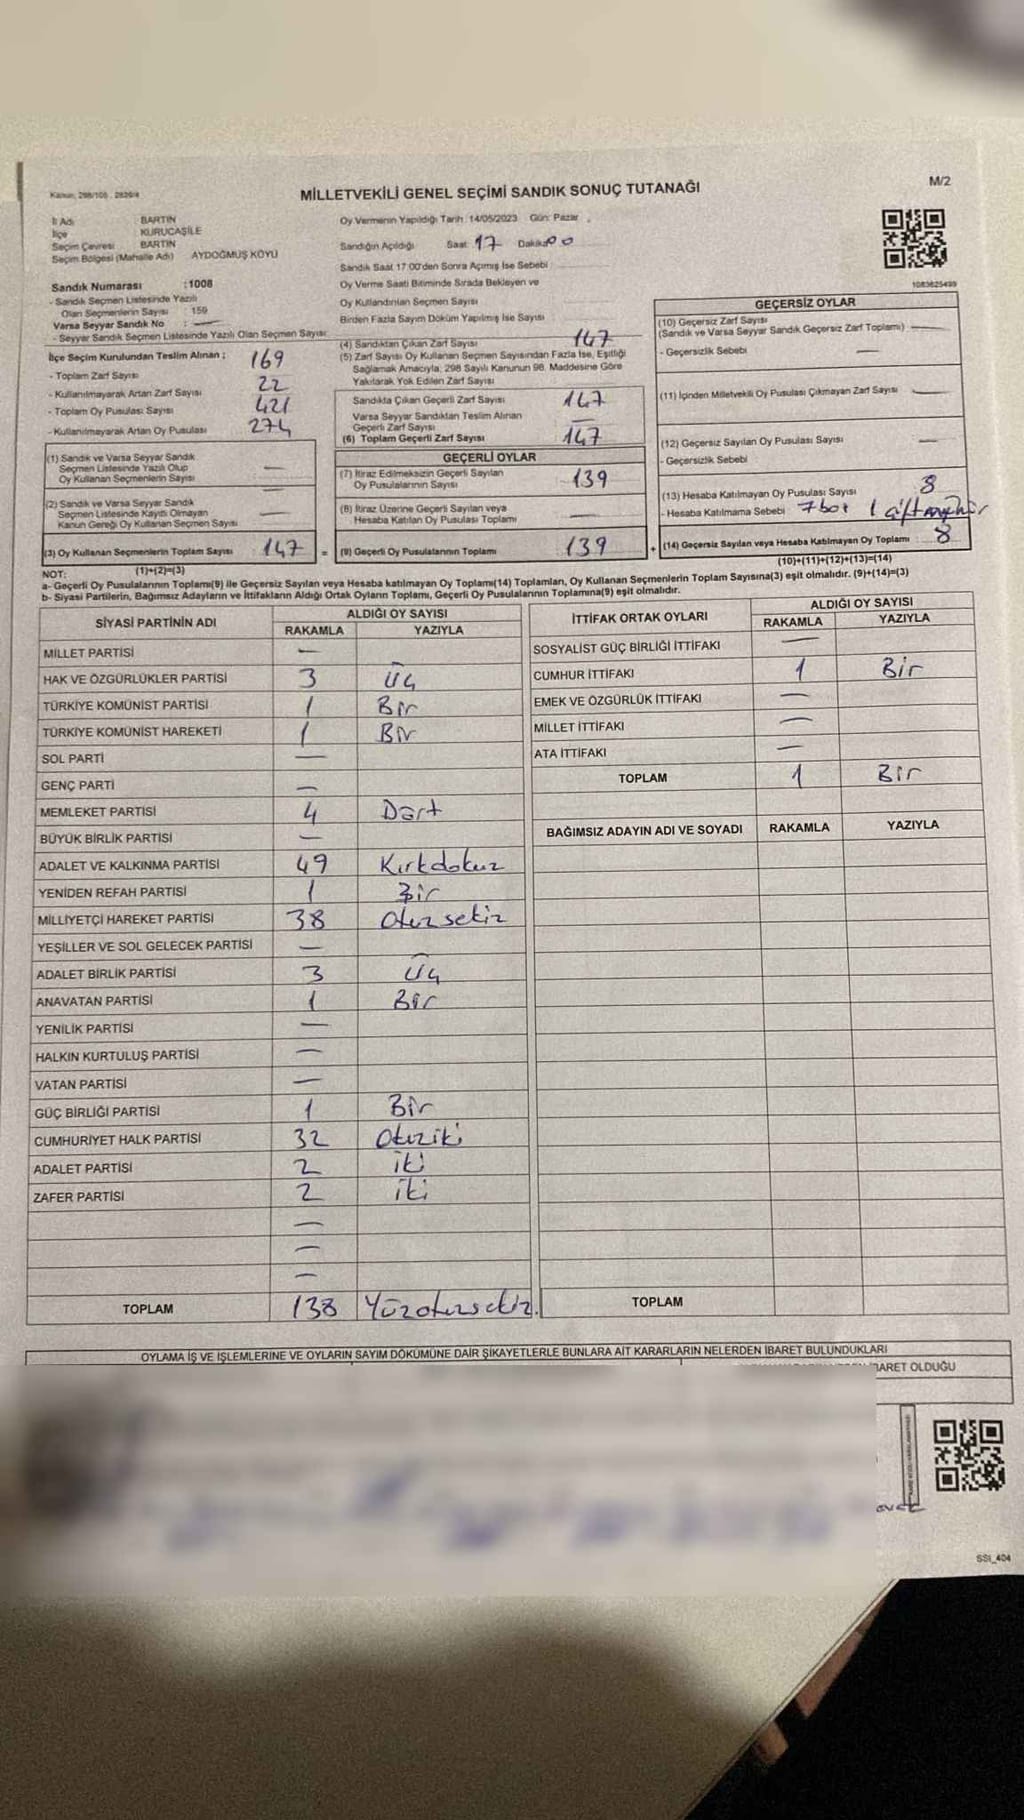 Kanun: 298/105 , 2839/4
MİLLETVEKİLİ GENEL SEÇİMİ SANDIK SONUÇ TUTANAĞI
M/2
İl Adı : BARTIN
İlçe : KURUCAŞİLE
Seçim Çevresi : BARTIN
Seçim Bölgesi (Mahalle Adı) : AYDOĞMUŞ KÖYÜ
Sandık Numarası :1008
- Sandık Seçmen Listesinde Yazılı
Olan Seçmenlerin Sayısı : 159
Varsa Seyyar Sandık No : —
- Seyyar Sandık Seçmen Listesinde Yazılı Olan Seçmen Sayısı:
İlçe Seçim Kurulundan Teslim Alınan ;
- Toplam Zarf Sayısı 169
- Kullanılmayarak Artan Zarf Sayısı 22
- Toplam Oy Pusulası Sayısı 421
- Kullanılmayarak Artan Oy Pusulası 274
(1) Sandık ve Varsa Seyyar Sandık
Seçmen Listesinde Yazılı Olup
Oy Kullanan Seçmenlerin Sayısı —
(2) Sandık ve Varsa Seyyar Sandık
Seçmen Listesinde Kayıtlı Olmayan
Kanun Gereği Oy Kullanan Seçmen Sayısı —
(3) Oy Kullanan Seçmenlerin Toplam Sayısı 147 =
(1)+(2)=(3)
Oy Vermenin Yapıldığı Tarih: 14/05/2023 Gün: Pazar
Sandığın Açıldığı Saat: 17 Dakika: 00
Sandık Saat 17:00'den Sonra Açılmış İse Sebebi
Oy Verme Saati Bitiminde Sırada Bekleyen ve
Oy Kullandırılan Seçmen Sayısı
Birden Fazla Sayım Döküm Yapılmış İse Sayısı
(4) Sandıktan Çıkan Zarf Sayısı 147
(5) Zarf Sayısı Oy Kullanan Seçmen Sayısından Fazla İse, Eşitliği
Sağlamak Amacıyla, 298 Sayılı Kanunun 98. Maddesine Göre
Yakılarak Yok Edilen Zarf Sayısı
Sandıkta Çıkan Geçerli Zarf Sayısı 147
Varsa Seyyar Sandıktan Teslim Alınan
Geçerli Zarf Sayısı —
(6) Toplam Geçerli Zarf Sayısı 147
GEÇERLİ OYLAR
(7) İtiraz Edilmeksizin Geçerli Sayılan
Oy Pusulalarının Sayısı 139
(8) İtiraz Üzerine Geçerli Sayılan veya
Hesaba Katılan Oy Pusulası Toplamı —
(9) Geçerli Oy Pusulalarının Toplamı 139 +
1083625499
GEÇERSİZ OYLAR
(10) Geçersiz Zarf Sayısı
(Sandık ve Varsa Seyyar Sandık Geçersiz Zarf Toplamı) —
- Geçersizlik Sebebi —
(11) İçinden Milletvekili Oy Pusulası Çıkmayan Zarf Sayısı —
(12) Geçersiz Sayılan Oy Pusulası Sayısı —
- Geçersizlik Sebebi
(13) Hesaba Katılmayan Oy Pusulası Sayısı 8
- Hesaba Katılmama Sebebi 7 boş 1 çift mühür
(14) Geçersiz Sayılan veya Hesaba Katılmayan Oy Toplamı 8
(10)+(11)+(12)+(13)=(14)
NOT:
a- Geçerli Oy Pusulalarının Toplamı(9) ile Geçersiz Sayılan veya Hesaba katılmayan Oy Toplamı(14) Toplamları, Oy Kullanan Seçmenlerin Toplam Sayısına(3) eşit olmalıdır. (9)+(14)=(3)
b- Siyasi Partilerin, Bağımsız Adayların ve İttifakların Aldığı Ortak Oyların Toplamı, Geçerli Oy Pusulalarının Toplamına(9) eşit olmalıdır.
SİYASİ PARTİNİN ADI
ALDIĞI OY SAYISI
RAKAMLA YAZIYLA
MİLLET PARTİSİ —
HAK VE ÖZGÜRLÜKLER PARTİSİ 3 Üç
TÜRKİYE KOMÜNİST PARTİSİ 1 Bir
TÜRKİYE KOMÜNİST HAREKETİ 1 Bir
SOL PARTİ —
GENÇ PARTİ —
MEMLEKET PARTİSİ 4 Dört
BÜYÜK BİRLİK PARTİSİ —
ADALET VE KALKINMA PARTİSİ 49 Kırkdokuz
YENİDEN REFAH PARTİSİ 1 Bir
MİLLİYETÇİ HAREKET PARTİSİ 38 Otuzsekiz
YEŞİLLER VE SOL GELECEK PARTİSİ —
ADALET BİRLİK PARTİSİ 3 Üç
ANAVATAN PARTİSİ 1 Bir
YENİLİK PARTİSİ —
HALKIN KURTULUŞ PARTİSİ —
VATAN PARTİSİ —
GÜÇ BİRLİĞİ PARTİSİ 1 Bir
CUMHURİYET HALK PARTİSİ 32 Otuziki
ADALET PARTİSİ 2 iki
ZAFER PARTİSİ 2 iki
—
—
—
TOPLAM 138 Yüzotuzsekiz.
İTTİFAK ORTAK OYLARI
ALDIĞI OY SAYISI
RAKAMLA YAZIYLA
SOSYALİST GÜÇ BİRLİĞİ İTTİFAKI —
CUMHUR İTTİFAKI 1 Bir
EMEK VE ÖZGÜRLÜK İTTİFAKI —
MİLLET İTTİFAKI —
ATA İTTİFAKI —
TOPLAM 1 Bir
BAĞIMSIZ ADAYIN ADI VE SOYADI RAKAMLA YAZIYLA
TOPLAM
OYLAMA İŞ VE İŞLEMLERİNE VE OYLARIN SAYIM DÖKÜMÜNE DAİR ŞİKAYETLERLE BUNLARA AİT KARARLARIN NELERDEN İBARET BULUNDUKLARI
BARET OLDUĞU
SSİ_404